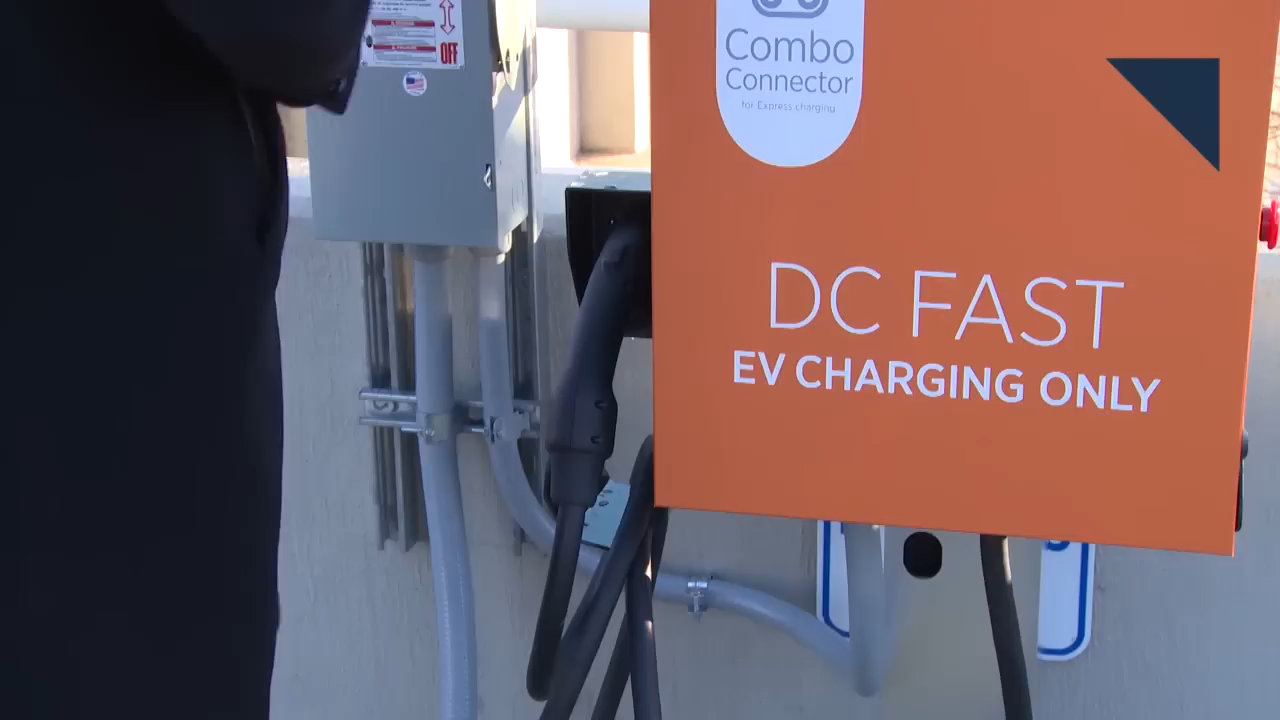 OFF
Combo
Connector
for Express charging
DC FAST
EV CHARGING ONLY